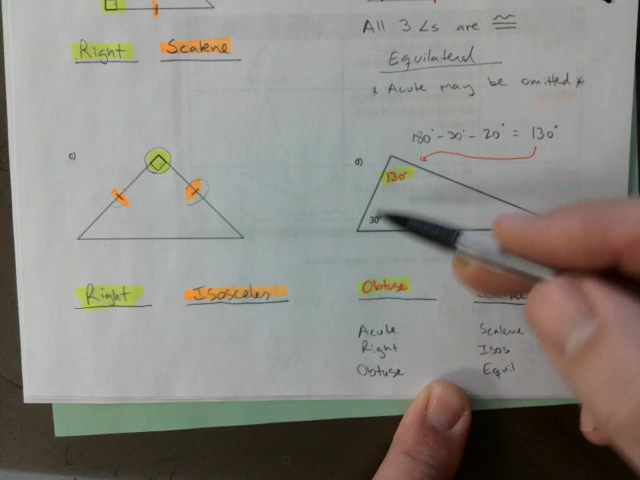 Right Scalene
All 3 ∠s are ≅
Equilateral
* Acute may be omitted *
180° - 30° - 20° = 130°
c)
d)
130°
30°
Right Isosceles
Obtuse
Acute Scalene
Right Isos
Obtuse Equil